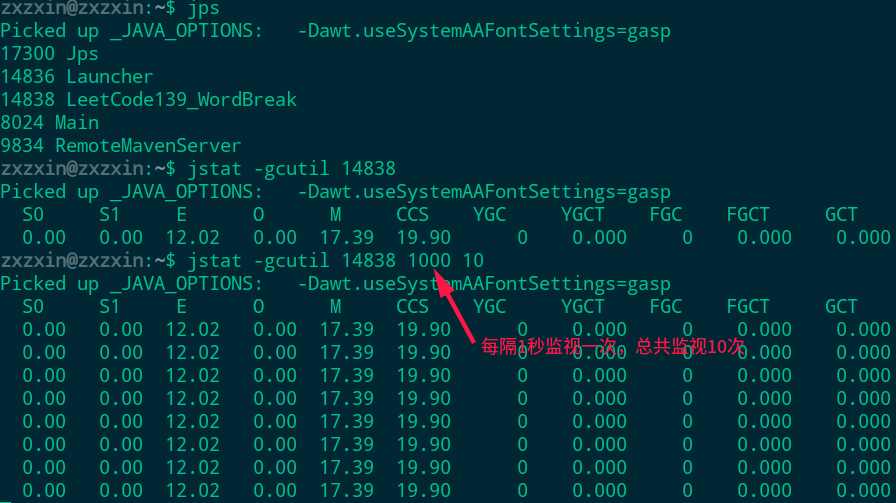 zxzxin@zxzxin:~$ jps
Picked up _JAVA_OPTIONS:   -Dawt.useSystemAAFontSettings=gasp
17300 Jps
14836 Launcher
14838 LeetCode139_WordBreak
8024 Main
9834 RemoteMavenServer
zxzxin@zxzxin:~$ jstat -gcutil 14838
Picked up _JAVA_OPTIONS:   -Dawt.useSystemAAFontSettings=gasp
  S0     S1     E      O      M     CCS    YGC     YGCT    FGC    FGCT     GCT
  0.00   0.00  12.02   0.00  17.39  19.90      0    0.000     0    0.000    0.000
zxzxin@zxzxin:~$ jstat -gcutil 14838 1000 10
Picked up _JAVA_OPTIONS:   -Dawt.useSystemAAFontSettings=gasp
  S0     S1     E      O      M     CCS    YGC     YGCT    FGC    FGCT     GCT
  0.00   0.00  12.02   0.00  17.39  19.90      0    0.000     0    0.000    0.000
每隔1秒监视一次，总共监视10次
  0.00   0.00  12.02   0.00  17.39  19.90      0    0.000     0    0.000    0.000
  0.00   0.00  12.02   0.00  17.39  19.90      0    0.000     0    0.000    0.000
  0.00   0.00  12.02   0.00  17.39  19.90      0    0.000     0    0.000    0.000
  0.00   0.00  12.02   0.00  17.39  19.90      0    0.000     0    0.000    0.000
  0.00   0.00  12.02   0.00  17.39  19.90      0    0.000     0    0.000    0.000
  0.00   0.00  12.02   0.00  17.39  19.90      0    0.000     0    0.000    0.000
  0.00   0.00  12.02   0.00  17.39  19.90      0    0.000     0    0.000    0.000